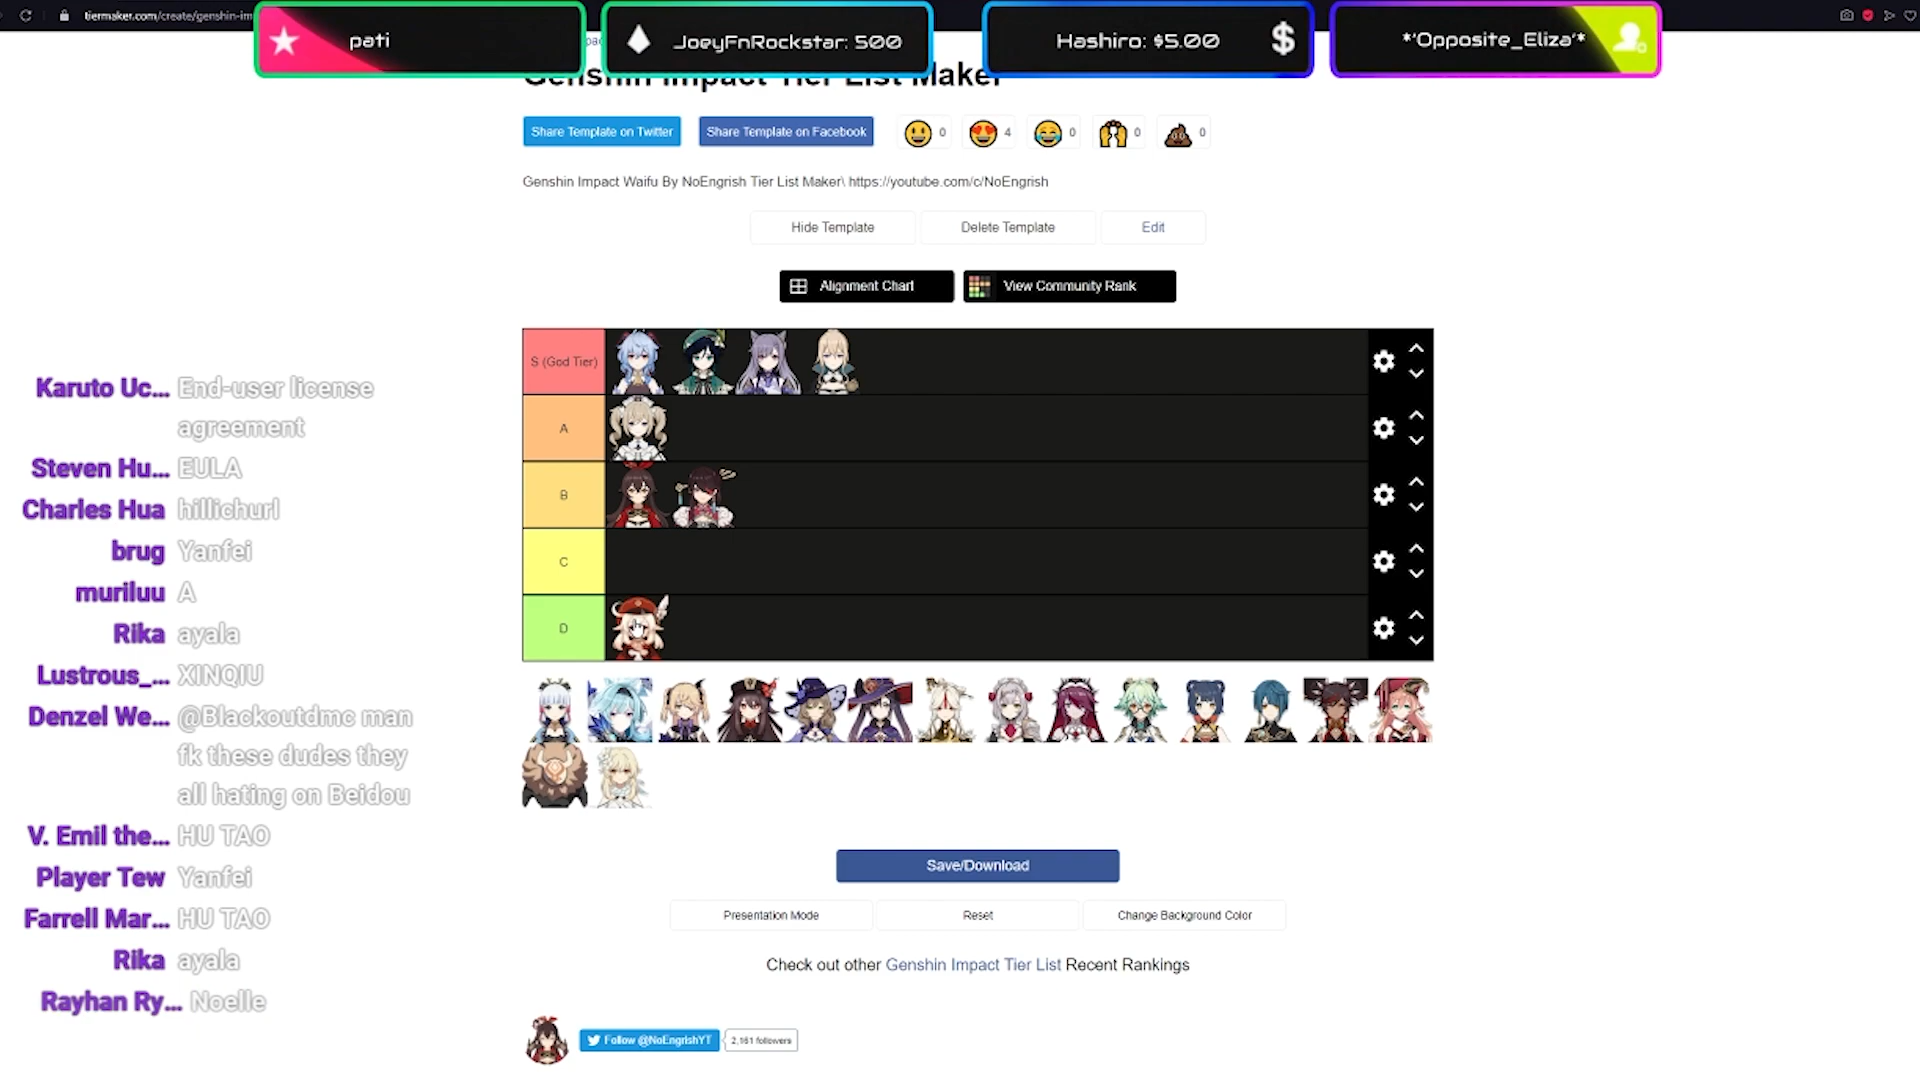 tiermaker.com/create/genshin-im
pati
JoeyFnRockstar: 500
Hashiro: $5.00
$
*'Opposite_Eliza'*
Genshin Impact Tier List Maker
Share Template on Twitter
Share Template on Facebook
0
4
0
0
0
Genshin Impact Waifu By NoEngrish Tier List Maker\ https://youtube.com/c/NoEngrish
Hide Template
Delete Template
Edit
Alignment Chart
View Community Rank
S (God Tier)
A
B
C
D
Karuto Uc... End-user license
agreement
Steven Hu... EULA
Charles Hua hillichurl
brug Yanfei
muriluu A
Rika ayala
Lustrous_... XINQIU
Denzel We... @Blackoutdmc man
fk these dudes they
all hating on Beidou
V. Emil the... HU TAO
Player Tew Yanfei
Farrell Mar... HU TAO
Rika ayala
Rayhan Ry... Noelle
Save/Download
Presentation Mode
Reset
Change Background Color
Check out other Genshin Impact Tier List Recent Rankings
Follow @NoEngrishYT
2,161 followers